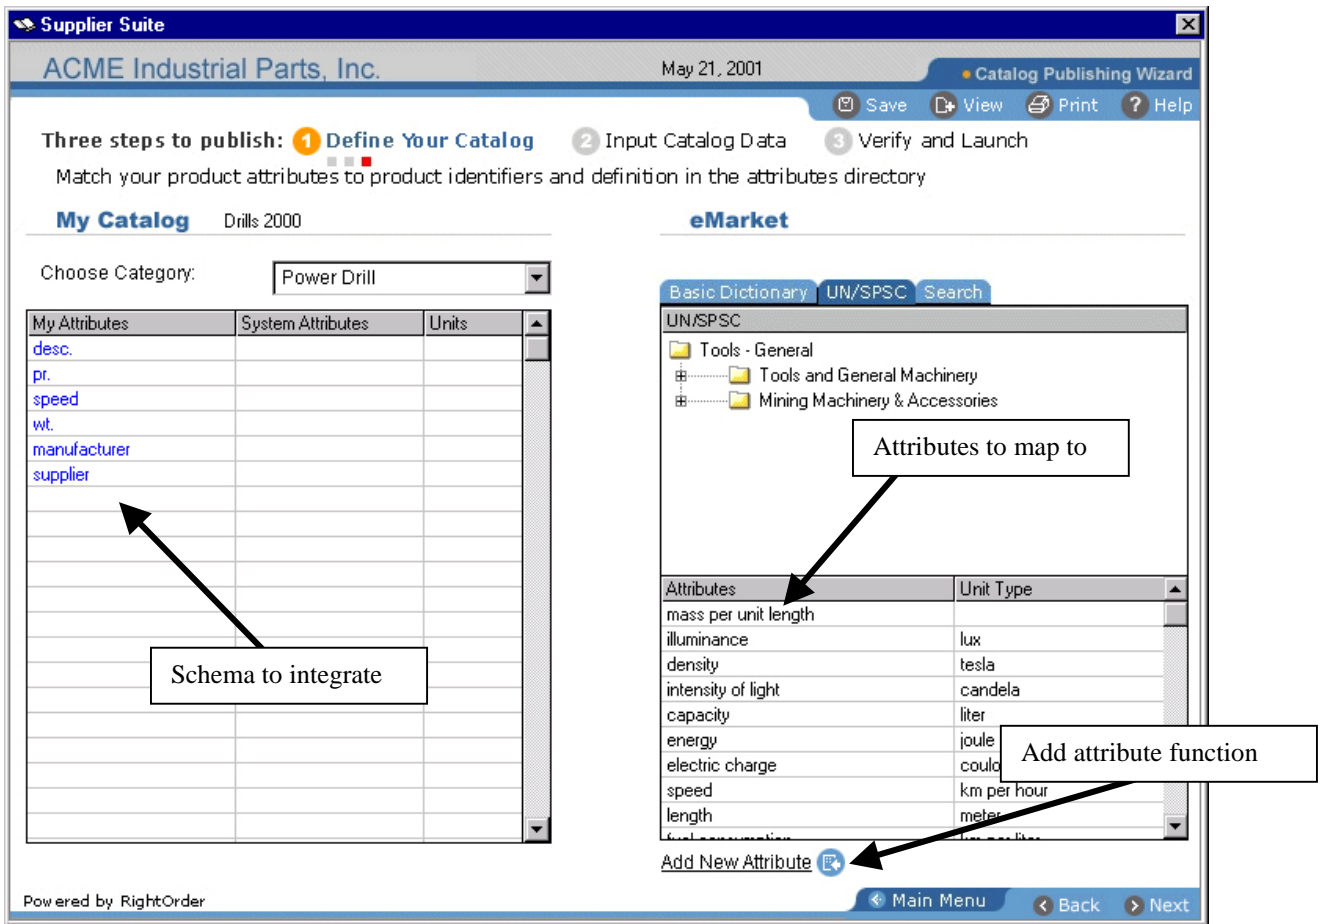 Supplier Suite
ACME Industrial Parts, Inc.
May 21, 2001
Catalog Publishing Wizard
Save View Print ? Help
Three steps to publish: 1 Define Your Catalog 2 Input Catalog Data 3 Verify and Launch
Match your product attributes to product identifiers and definition in the attributes directory
My Catalog Drills 2000
eMarket
Choose Category: Power Drill
Basic Dictionary UN/SPSC Search
My Attributes System Attributes Units
desc.
pr.
speed
wt.
manufacturer
supplier
Schema to integrate
UN/SPSC
Tools - General
Tools and General Machinery
Mining Machinery & Accessories
Attributes to map to
Attributes Unit Type
mass per unit length
illuminance lux
density tesla
intensity of light candela
capacity liter
energy joule
electric charge coulo
speed km per hour
length meter
Add attribute function
Add New Attribute
Powered by RightOrder
Main Menu Back Next